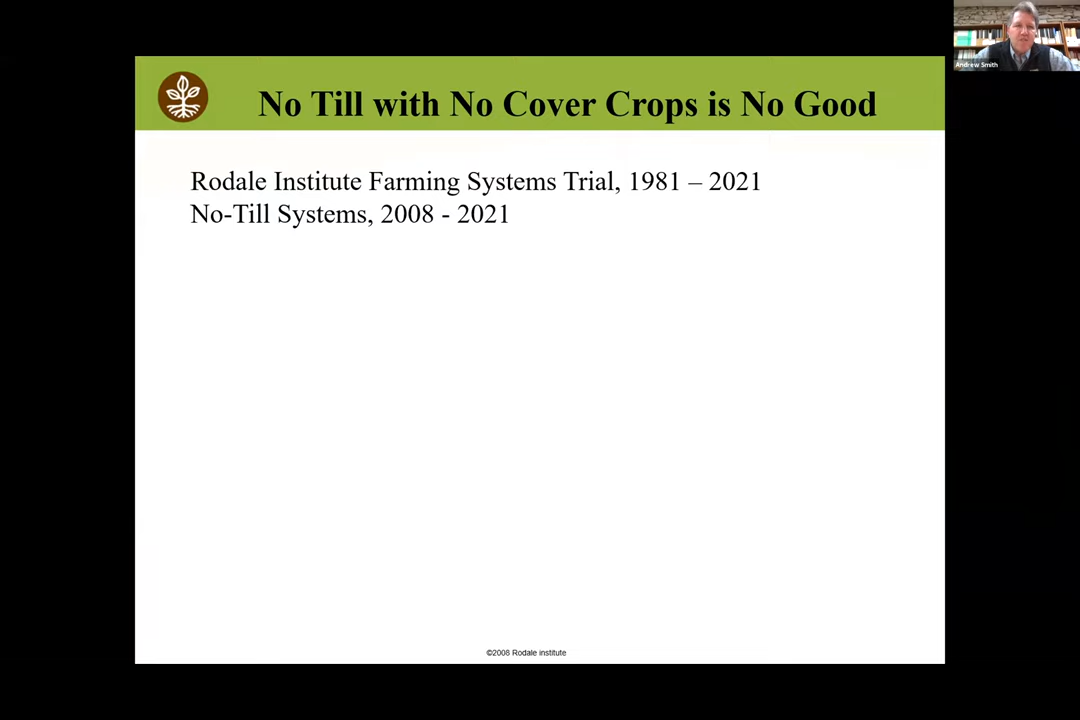 Andrew Smith
No Till with No Cover Crops is No Good
Rodale Institute Farming Systems Trial, 1981 – 2021
No-Till Systems, 2008 - 2021
©2008 Rodale institute